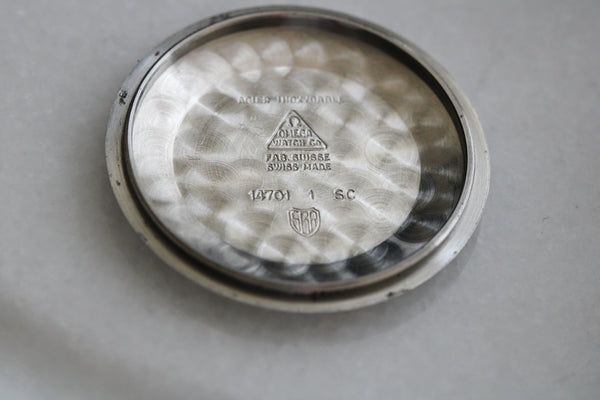 ACIER INOXYDABLE
Ω
OMEGA
WATCH CO
FAB. SUISSE
SWISS MADE
14701 1 SC